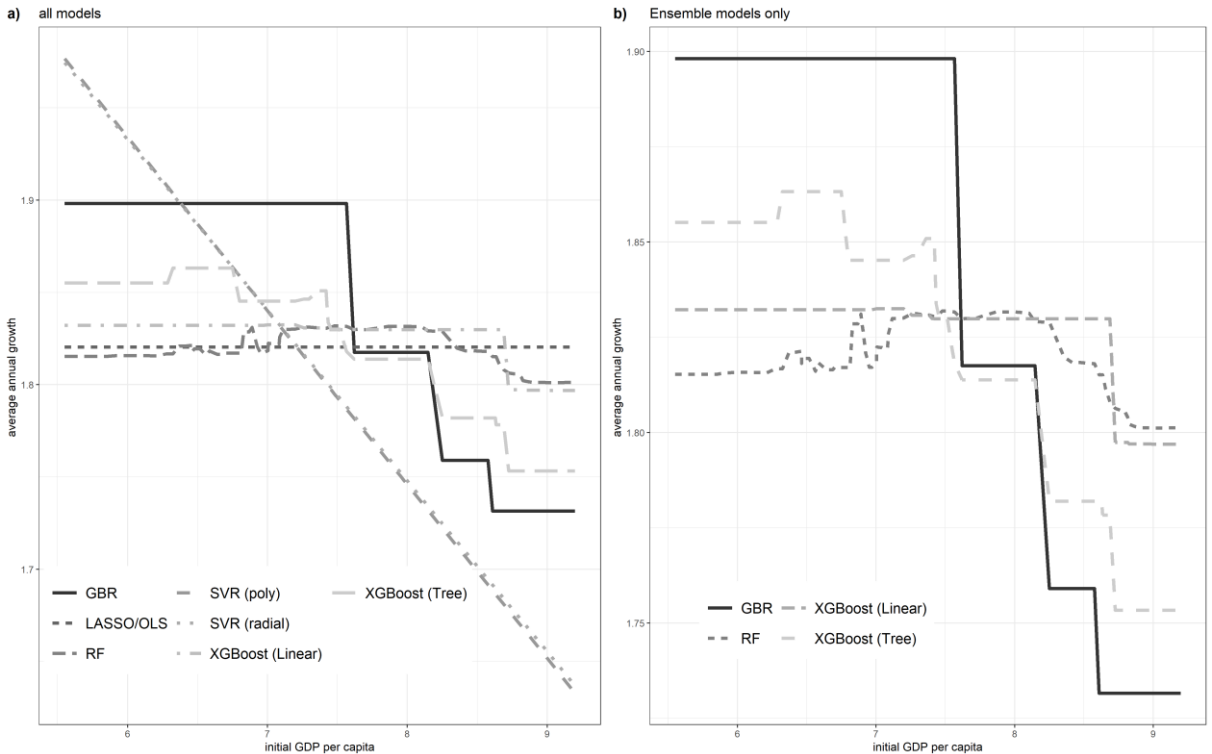 a) all models
average annual growth
1.9
1.8
1.7
GBR
LASSO/OLS
RF
SVR (poly)
SVR (radial)
XGBoost (Linear)
XGBoost (Tree)
6 7 8 9
initial GDP per capita
b) Ensemble models only
average annual growth
1.90
1.85
1.80
1.75
GBR
RF
XGBoost (Linear)
XGBoost (Tree)
6 7 8 9
initial GDP per capita